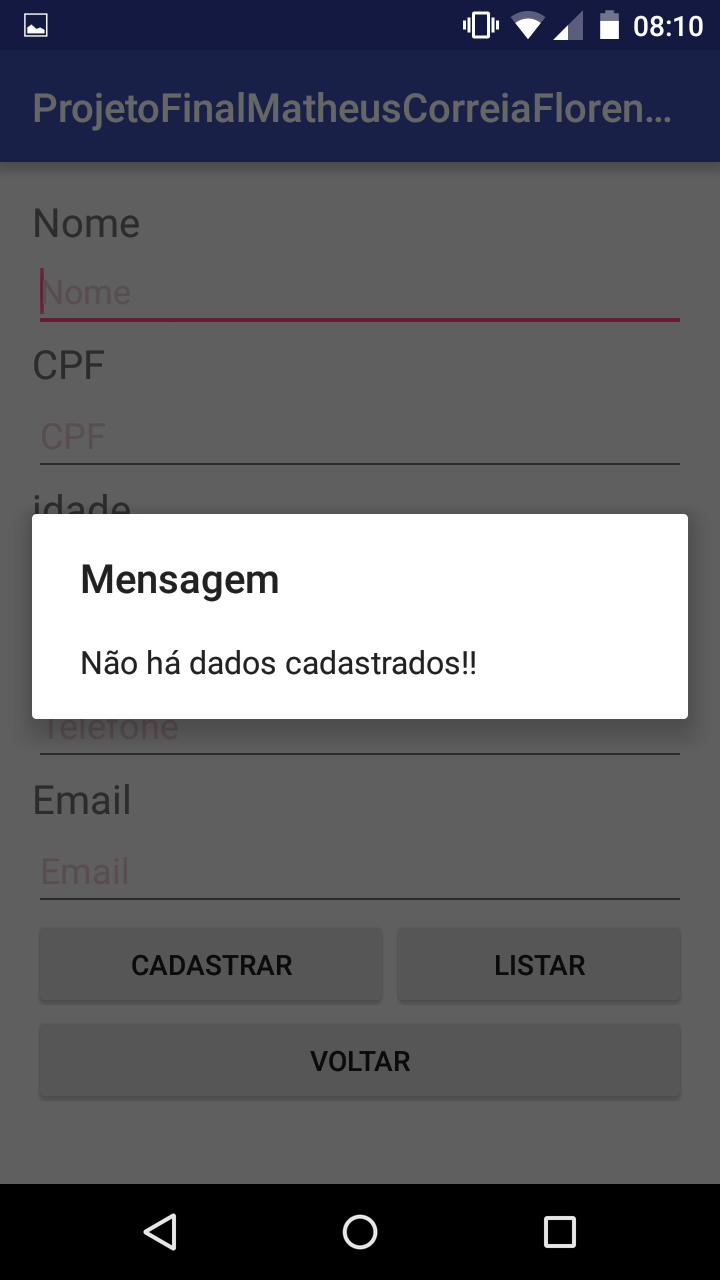 08:10
ProjetoFinalMatheusCorreiaFloren...
Nome
Nome
CPF
CPF
idade
Mensagem
Não há dados cadastrados!!
Telefone
Email
Email
CADASTRAR LISTAR
VOLTAR